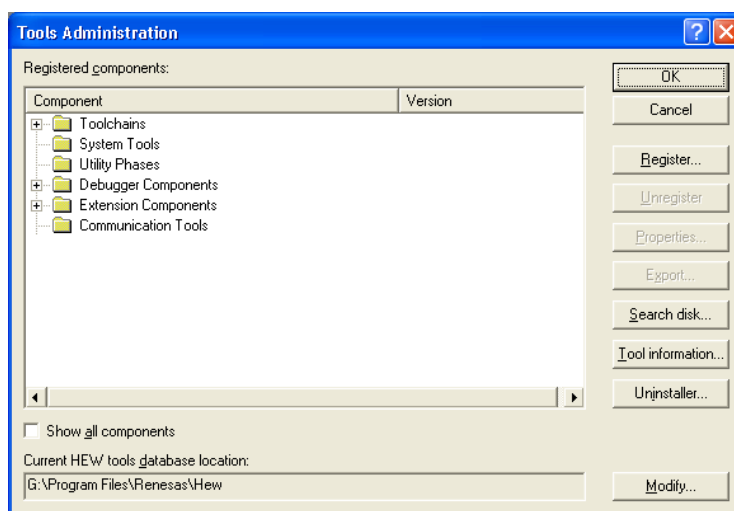 Tools Administration
Registered components:
Component Version
Toolchains
System Tools
Utility Phases
Debugger Components
Extension Components
Communication Tools
Show all components
Current HEW tools database location:
G:\Program Files\Renesas\Hew
OK
Cancel
Register...
Unregister
Properties...
Export...
Search disk...
Tool information...
Uninstaller...
Modify...